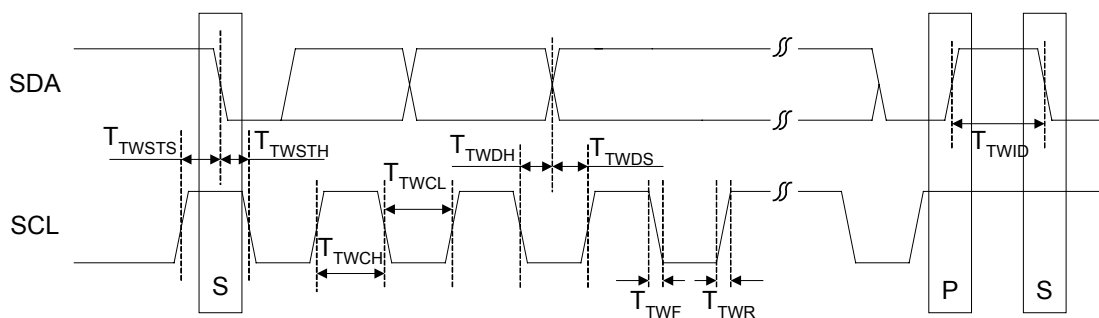 SDA
T_TWSTS
T_TWSTH
T_TWDH
T_TWDS
T_TWID
T_TWCL
SCL
T_TWCH
S
T_TWF
T_TWR
P
S